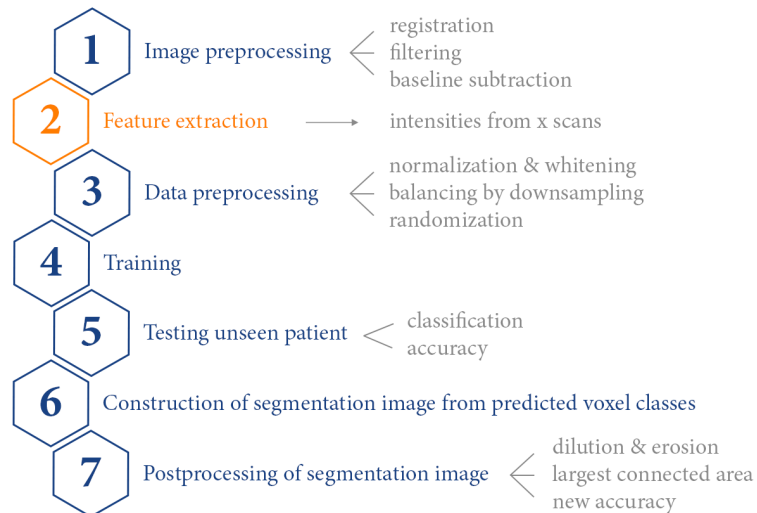 1 Image preprocessing
registration
filtering
baseline subtraction
2 Feature extraction
intensities from x scans
3 Data preprocessing
normalization & whitening
balancing by downsampling
randomization
4 Training
5 Testing unseen patient
classification
accuracy
6 Construction of segmentation image from predicted voxel classes
7 Postprocessing of segmentation image
dilution & erosion
largest connected area
new accuracy